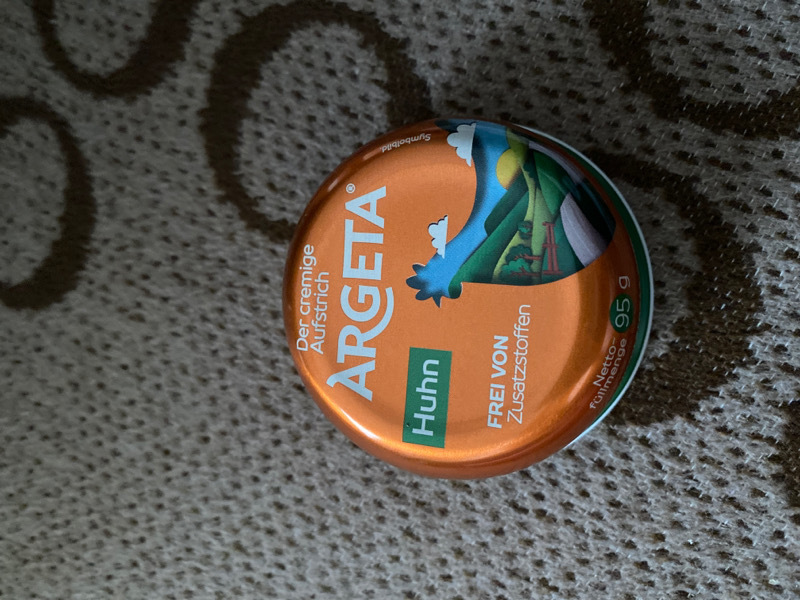 Der cremige
Aufstrich
ARGETA®
Huhn
FREI VON
Zusatzstoffen
Netto-
füllmenge 95 g
Symbolbild